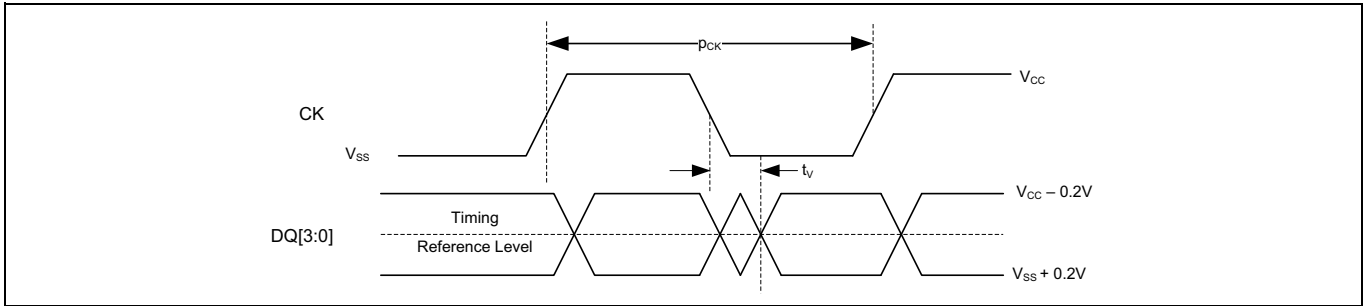 pCK
VCC
CK
VSS
tV
VCC – 0.2V
Timing
DQ[3:0]
Reference Level
VSS + 0.2V